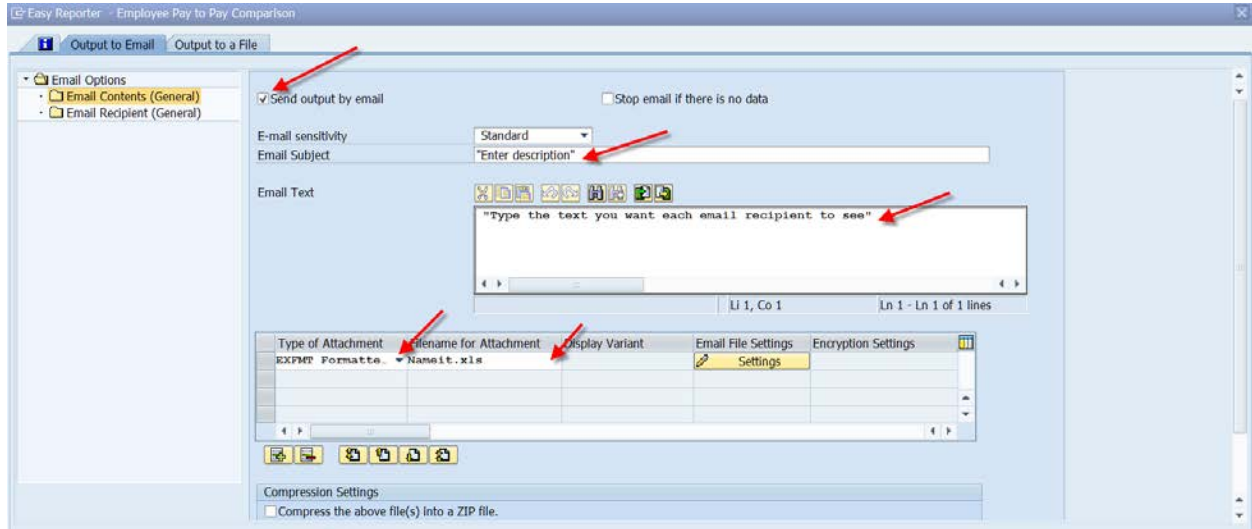 Easy Reporter - Employee Pay to Pay Comparison
Output to Email Output to a File
Email Options
Email Contents (General)
Email Recipient (General)
Send output by email Stop email if there is no data
E-mail sensitivity Standard
Email Subject "Enter description"
Email Text
"Type the text you want each email recipient to see"
Li 1, Co 1 Ln 1 - Ln 1 of 1 lines
Type of Attachment Filename for Attachment Display Variant Email File Settings Encryption Settings
EXFMT Formatte.. Nameit.xls Settings
Compression Settings
Compress the above file(s) into a ZIP file.